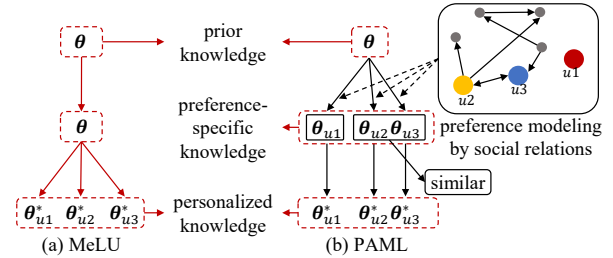 θ
prior
knowledge
θ
u1
u2
u3
preference modeling
by social relations
θ
preference-
specific
knowledge
θu1
θu2 θu3
similar
θ*u1 θ*u2 θ*u3
personalized
knowledge
θ*u1 θ*u2 θ*u3
(a) MeLU
(b) PAML